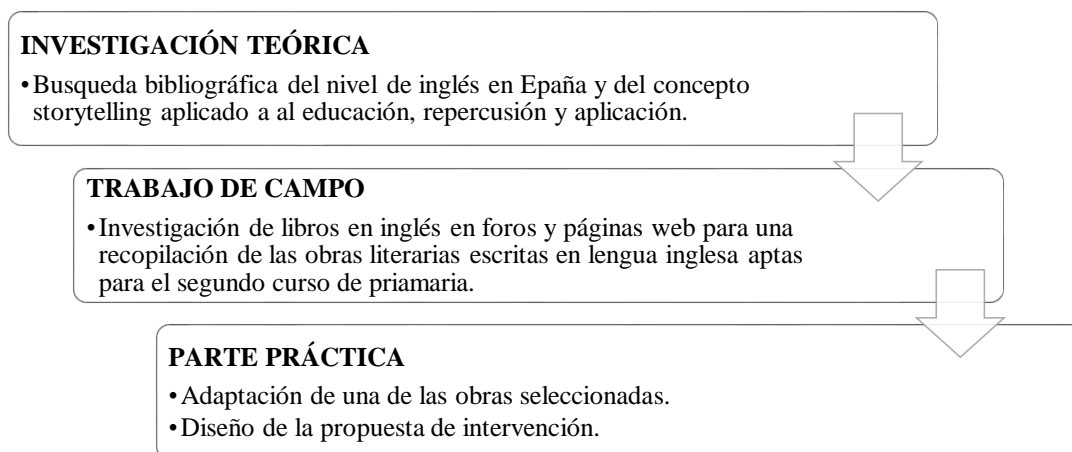 INVESTIGACIÓN TEÓRICA
•Busqueda bibliográfica del nivel de inglés en Epaña y del concepto
storytelling aplicado a al educación, repercusión y aplicación.
TRABAJO DE CAMPO
•Investigación de libros en inglés en foros y páginas web para una
recopilación de las obras literarias escritas en lengua inglesa aptas
para el segundo curso de priamaria.
PARTE PRÁCTICA
•Adaptación de una de las obras seleccionadas.
•Diseño de la propuesta de intervención.